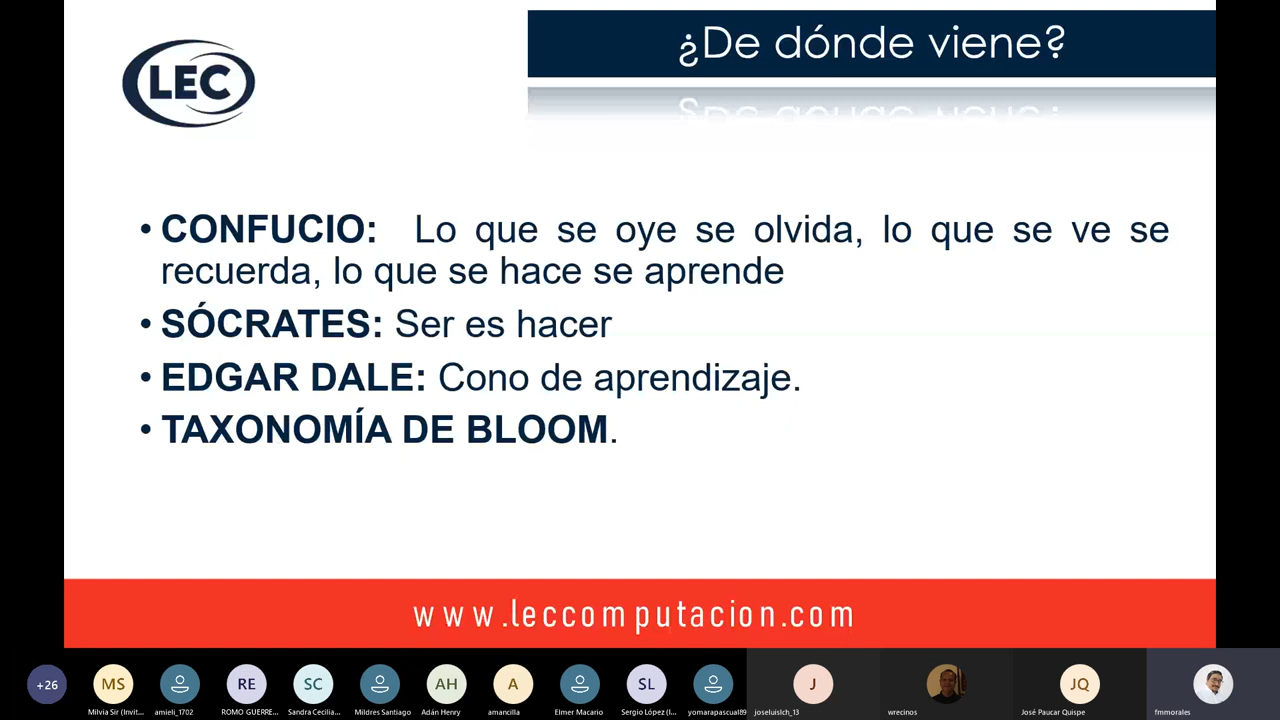 LEC
¿De dónde viene?
• CONFUCIO: Lo que se oye se olvida, lo que se ve se
recuerda, lo que se hace se aprende
• SÓCRATES: Ser es hacer
• EDGAR DALE: Cono de aprendizaje.
• TAXONOMÍA DE BLOOM.
www.leccomputacion.com
+26 MS RE SC AH A SL J JQ
Milvia Sir (Invit... amieli_1702 ROMO GUERRE... Sandra Cecilia... Mildres Santiago Adán Henry amancilla Elmer Macario Sergio López (I... yomarapascual89 joseluislch_13 wrecinos José Paucar Quispe fmmorales